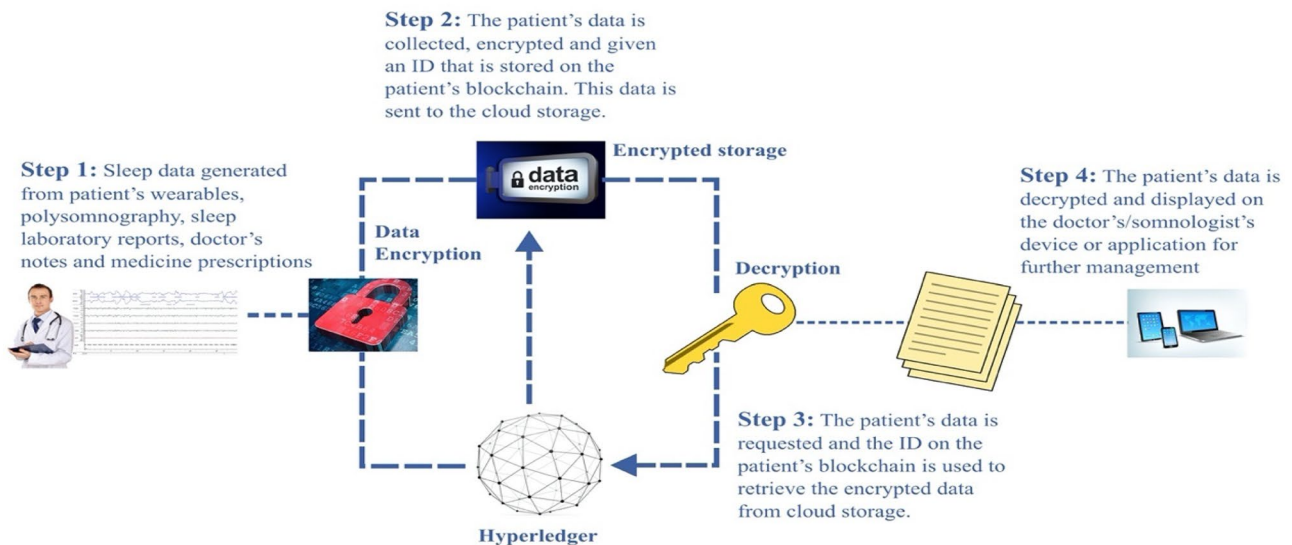 Step 2: The patient’s data is
collected, encrypted and given
an ID that is stored on the
patient’s blockchain. This data is
sent to the cloud storage.
Step 1: Sleep data generated
from patient’s wearables,
polysomnography, sleep
laboratory reports, doctor’s
notes and medicine prescriptions
data
encryption
Encrypted storage
Data
Encryption
Decryption
Step 4: The patient’s data is
decrypted and displayed on
the doctor’s/somnologist’s
device or application for
further management
Step 3: The patient’s data is
requested and the ID on the
patient’s blockchain is used to
retrieve the encrypted data
from cloud storage.
Hyperledger